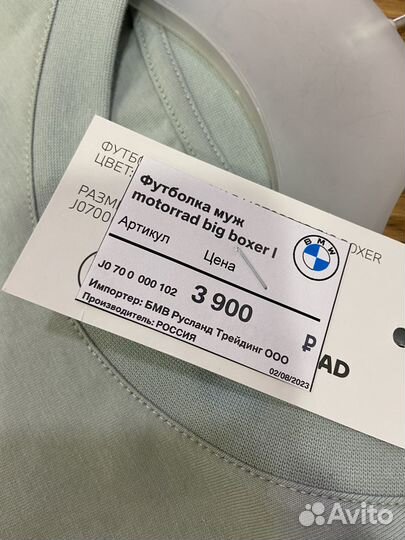 ФУТБО
ЦВЕТ:
OXER
РАЗМ
J0700
Футболка муж
motorrad big boxer l
BMW
Артикул
Цена
J0 70 0 000 102
3 900
₽
Импортер: БМВ Русланд Трейдинг ООО
Производитель: РОССИЯ
02/08/2023
AD
Avito